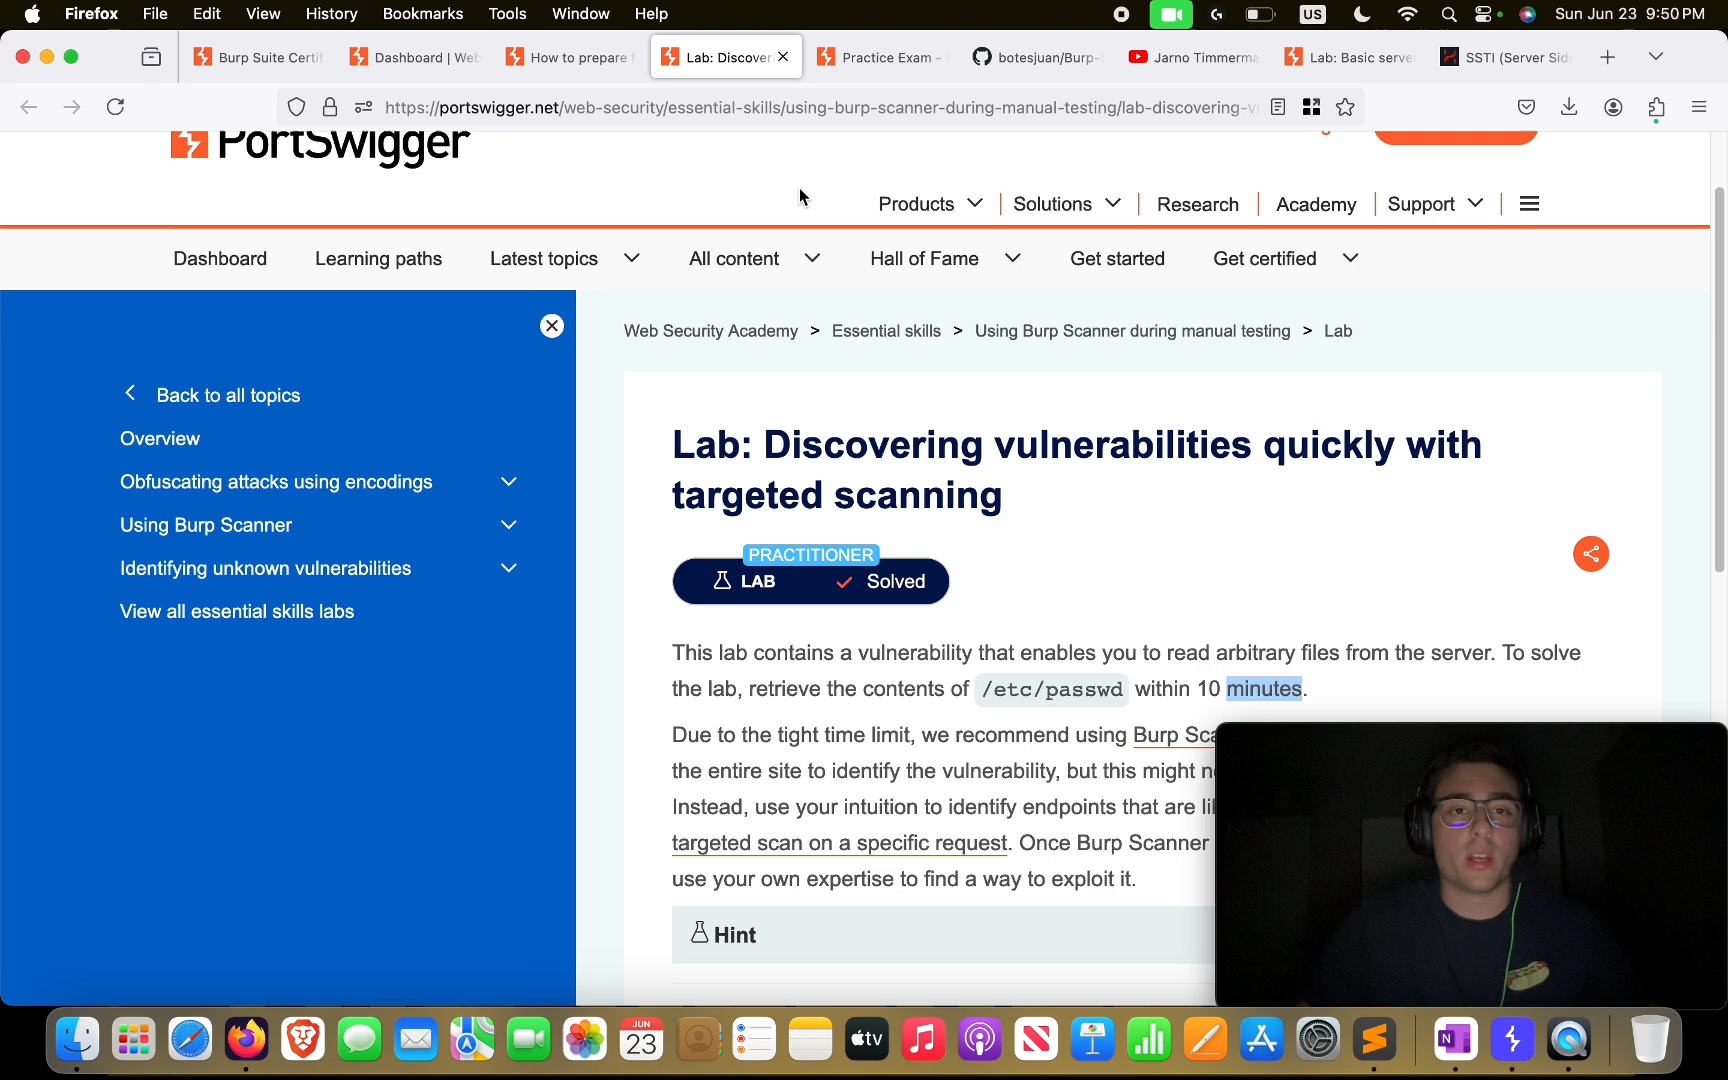 Firefox File Edit View History Bookmarks Tools Window Help US Sun Jun 23 9:50 PM
Burp Suite Certif Dashboard | Web How to prepare f Lab: Discover Practice Exam - botesjuan/Burp- Jarno Timmerma Lab: Basic serve SSTI (Server Sid
https://portswigger.net/web-security/essential-skills/using-burp-scanner-during-manual-testing/lab-discovering-v
PortSwigger
Products Solutions Research Academy Support
Dashboard Learning paths Latest topics All content Hall of Fame Get started Get certified
Back to all topics
Overview
Obfuscating attacks using encodings
Using Burp Scanner
Identifying unknown vulnerabilities
View all essential skills labs
Web Security Academy > Essential skills > Using Burp Scanner during manual testing > Lab
Lab: Discovering vulnerabilities quickly with
targeted scanning
PRACTITIONER
LAB Solved
This lab contains a vulnerability that enables you to read arbitrary files from the server. To solve
the lab, retrieve the contents of /etc/passwd within 10 minutes.
Due to the tight time limit, we recommend using Burp Sca
the entire site to identify the vulnerability, but this might n
Instead, use your intuition to identify endpoints that are li
targeted scan on a specific request. Once Burp Scanner
use your own expertise to find a way to exploit it.
Hint
JUN
23
tv
N